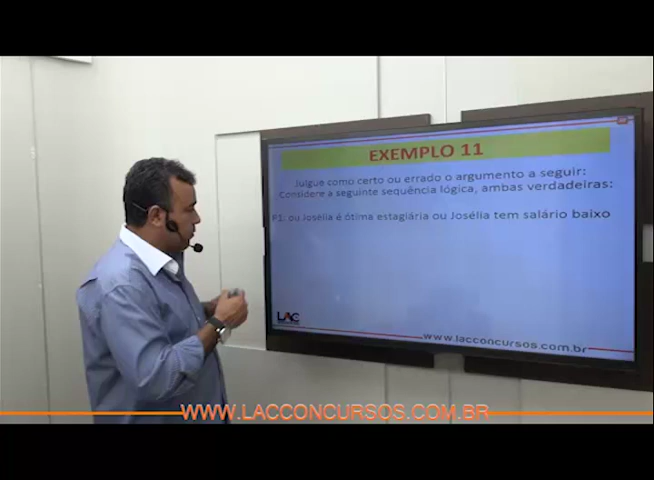 EXEMPLO 11
Julgue como certo ou errado o argumento a seguir:
Considere a seguinte sequência lógica, ambas verdadeiras:
P1: ou Josélia é ótima estagiária ou Josélia tem salário baixo
LAC
www.lacconcursos.com.br
WWW.LACCONCURSOS.COM.BR